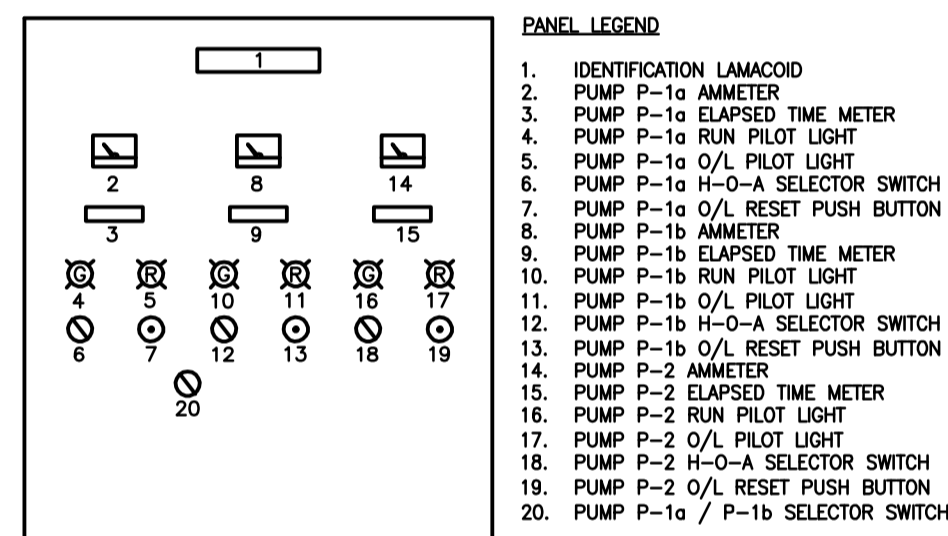 PANEL LEGEND
1
2 8 14
3 9 15
G R G R G R
4 5 10 11 16 17
6 7 12 13 18 19
20
1. IDENTIFICATION LAMACOID
2. PUMP P-1a AMMETER
3. PUMP P-1a ELAPSED TIME METER
4. PUMP P-1a RUN PILOT LIGHT
5. PUMP P-1a O/L PILOT LIGHT
6. PUMP P-1a H-O-A SELECTOR SWITCH
7. PUMP P-1a O/L RESET PUSH BUTTON
8. PUMP P-1b AMMETER
9. PUMP P-1b ELAPSED TIME METER
10. PUMP P-1b RUN PILOT LIGHT
11. PUMP P-1b O/L PILOT LIGHT
12. PUMP P-1b H-O-A SELECTOR SWITCH
13. PUMP P-1b O/L RESET PUSH BUTTON
14. PUMP P-2 AMMETER
15. PUMP P-2 ELAPSED TIME METER
16. PUMP P-2 RUN PILOT LIGHT
17. PUMP P-2 O/L PILOT LIGHT
18. PUMP P-2 H-O-A SELECTOR SWITCH
19. PUMP P-2 O/L RESET PUSH BUTTON
20. PUMP P-1a / P-1b SELECTOR SWITCH